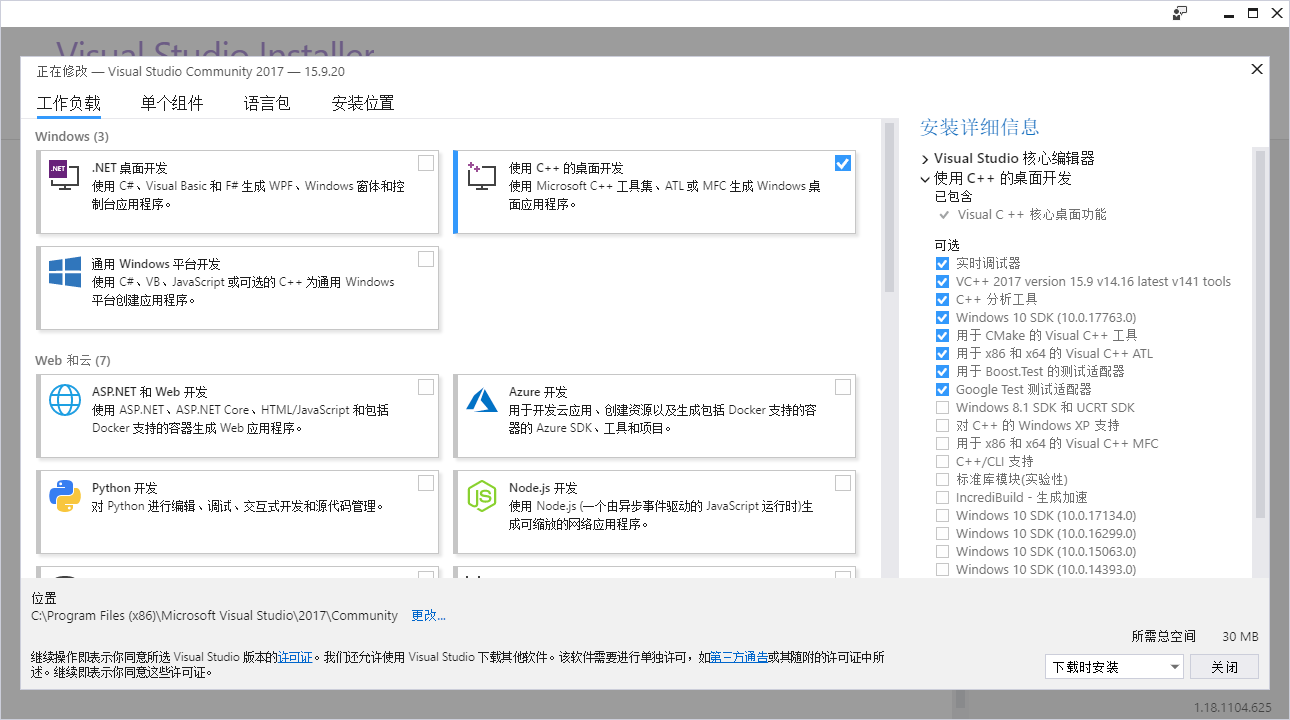 Visual Studio Installer
正在修改 — Visual Studio Community 2017 — 15.9.20
工作负载 单个组件 语言包 安装位置
Windows (3)
.NET
.NET 桌面开发
使用 C#、Visual Basic 和 F# 生成 WPF、Windows 窗体和控
制台应用程序。
使用 C++ 的桌面开发
使用 Microsoft C++ 工具集、ATL 或 MFC 生成 Windows 桌
面应用程序。
通用 Windows 平台开发
使用 C#、VB、JavaScript 或可选的 C++ 为通用 Windows
平台创建应用程序。
Web 和云 (7)
ASP.NET 和 Web 开发
使用 ASP.NET、ASP.NET Core、HTML/JavaScript 和包括
Docker 支持的容器生成 Web 应用程序。
Azure 开发
用于开发云应用、创建资源以及生成包括 Docker 支持的容
器的 Azure SDK、工具和项目。
Python 开发
对 Python 进行编辑、调试、交互式开发和源代码管理。
Node.js 开发
使用 Node.js (一个由异步事件驱动的 JavaScript 运行时)生
成可缩放的网络应用程序。
安装详细信息
Visual Studio 核心编辑器
使用 C++ 的桌面开发
已包含
Visual C ++ 核心桌面功能
可选
实时调试器
VC++ 2017 version 15.9 v14.16 latest v141 tools
C++ 分析工具
Windows 10 SDK (10.0.17763.0)
用于 CMake 的 Visual C++ 工具
用于 x86 和 x64 的 Visual C++ ATL
用于 Boost.Test 的测试适配器
Google Test 测试适配器
Windows 8.1 SDK 和 UCRT SDK
对 C++ 的 Windows XP 支持
用于 x86 和 x64 的 Visual C++ MFC
C++/CLI 支持
标准库模块(实验性)
IncrediBuild - 生成加速
Windows 10 SDK (10.0.17134.0)
Windows 10 SDK (10.0.16299.0)
Windows 10 SDK (10.0.15063.0)
Windows 10 SDK (10.0.14393.0)
位置
C:\Program Files (x86)\Microsoft Visual Studio\2017\Community 更改...
所需总空间 30 MB
继续操作即表示你同意所选 Visual Studio 版本的许可证。我们还允许使用 Visual Studio 下载其他软件。该软件需要进行单独许可，如第三方通告或其随附的许可证中所
述。继续即表示你同意这些许可证。
下载时安装 关闭
1.18.1104.625